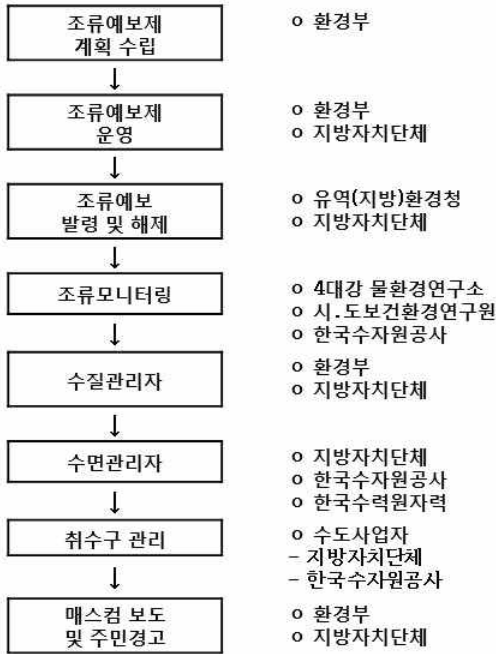 조류예보제
계획 수립
o 환경부
↓
조류예보제
운영
o 환경부
o 지방자치단체
↓
조류예보
발령 및 해제
o 유역(지방)환경청
o 지방자치단체
↓
조류모니터링
o 4대강 물환경연구소
o 시.도보건환경연구원
o 한국수자원공사
↓
수질관리자
o 환경부
o 지방자치단체
↓
수면관리자
o 지방자치단체
o 한국수자원공사
o 한국수력원자력
↓
취수구 관리
o 수도사업자
- 지방자치단체
- 한국수자원공사
↓
매스컴 보도
및 주민경고
o 환경부
o 지방자치단체